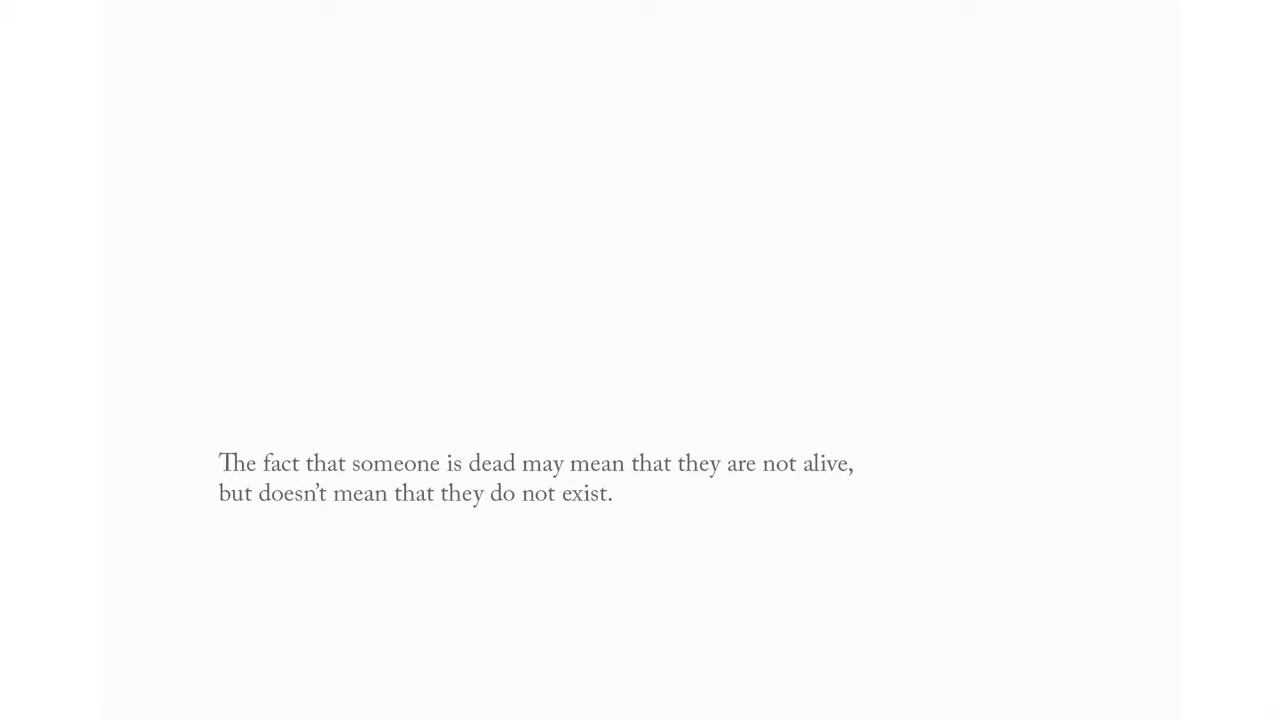 The fact that someone is dead may mean that they are not alive,
but doesn’t mean that they do not exist.